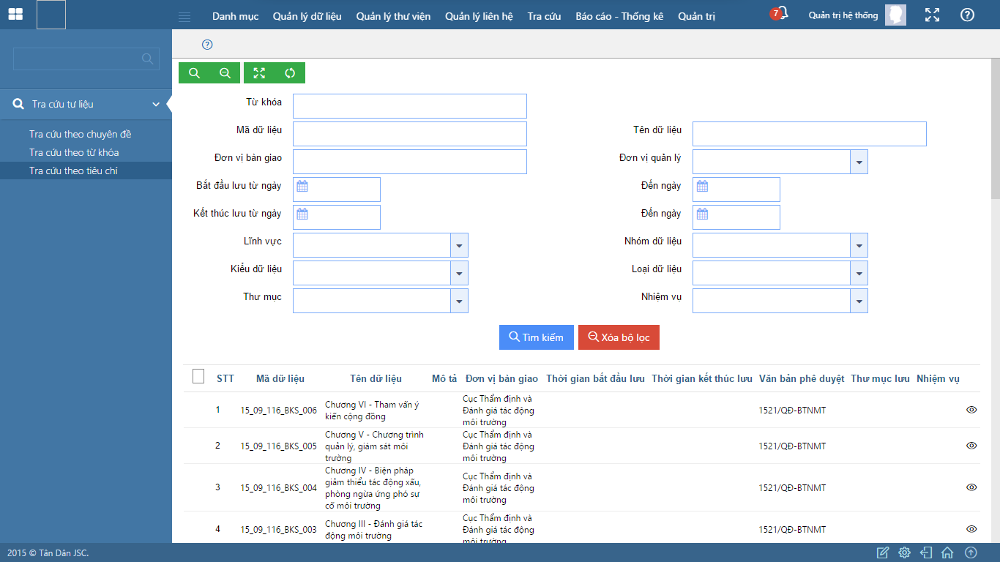 Danh mục Quản lý dữ liệu Quản lý thư viện Quản lý liên hệ Tra cứu Báo cáo - Thống kê Quản trị 7 Quản trị hệ thống
Tra cứu tư liệu
Tra cứu theo chuyên đề
Tra cứu theo từ khóa
Tra cứu theo tiêu chí
Từ khóa
Mã dữ liệu Tên dữ liệu
Đơn vị bàn giao Đơn vị quản lý
Bắt đầu lưu từ ngày Đến ngày
Kết thúc lưu từ ngày Đến ngày
Lĩnh vực Nhóm dữ liệu
Kiểu dữ liệu Loại dữ liệu
Thư mục Nhiệm vụ
Tìm kiếm Xóa bộ lọc
STT Mã dữ liệu Tên dữ liệu Mô tả Đơn vị bàn giao Thời gian bắt đầu lưu Thời gian kết thúc lưu Văn bản phê duyệt Thư mục lưu Nhiệm vụ
1 15_09_116_BKS_006 Chương VI - Tham vấn ý
kiến cộng đồng
Cục Thẩm định và
Đánh giá tác động
môi trường
1521/QĐ-BTNMT
2 15_09_116_BKS_005 Chương V - Chương trình
quản lý, giám sát môi
trường
Cục Thẩm định và
Đánh giá tác động
môi trường
1521/QĐ-BTNMT
3 15_09_116_BKS_004 Chương IV - Biện pháp
giảm thiểu tác động xấu,
phòng ngừa ứng phó sự
cố môi trường
Cục Thẩm định và
Đánh giá tác động
môi trường
1521/QĐ-BTNMT
4 15_09_116_BKS_003 Chương III - Đánh giá tác
động môi trường
Cục Thẩm định và
Đánh giá tác động
môi trường
1521/QĐ-BTNMT
2015 © Tân Dân JSC.